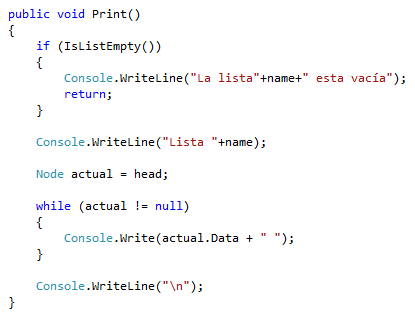 public void Print()
{
    if (IsListEmpty())
    {
        Console.WriteLine("La lista"+name+" esta vacía");
        return;
    }
    Console.WriteLine("Lista "+name);
    Node actual = head;
    while (actual != null)
    {
        Console.Write(actual.Data + " ");
    }
    Console.WriteLine("\n");
}